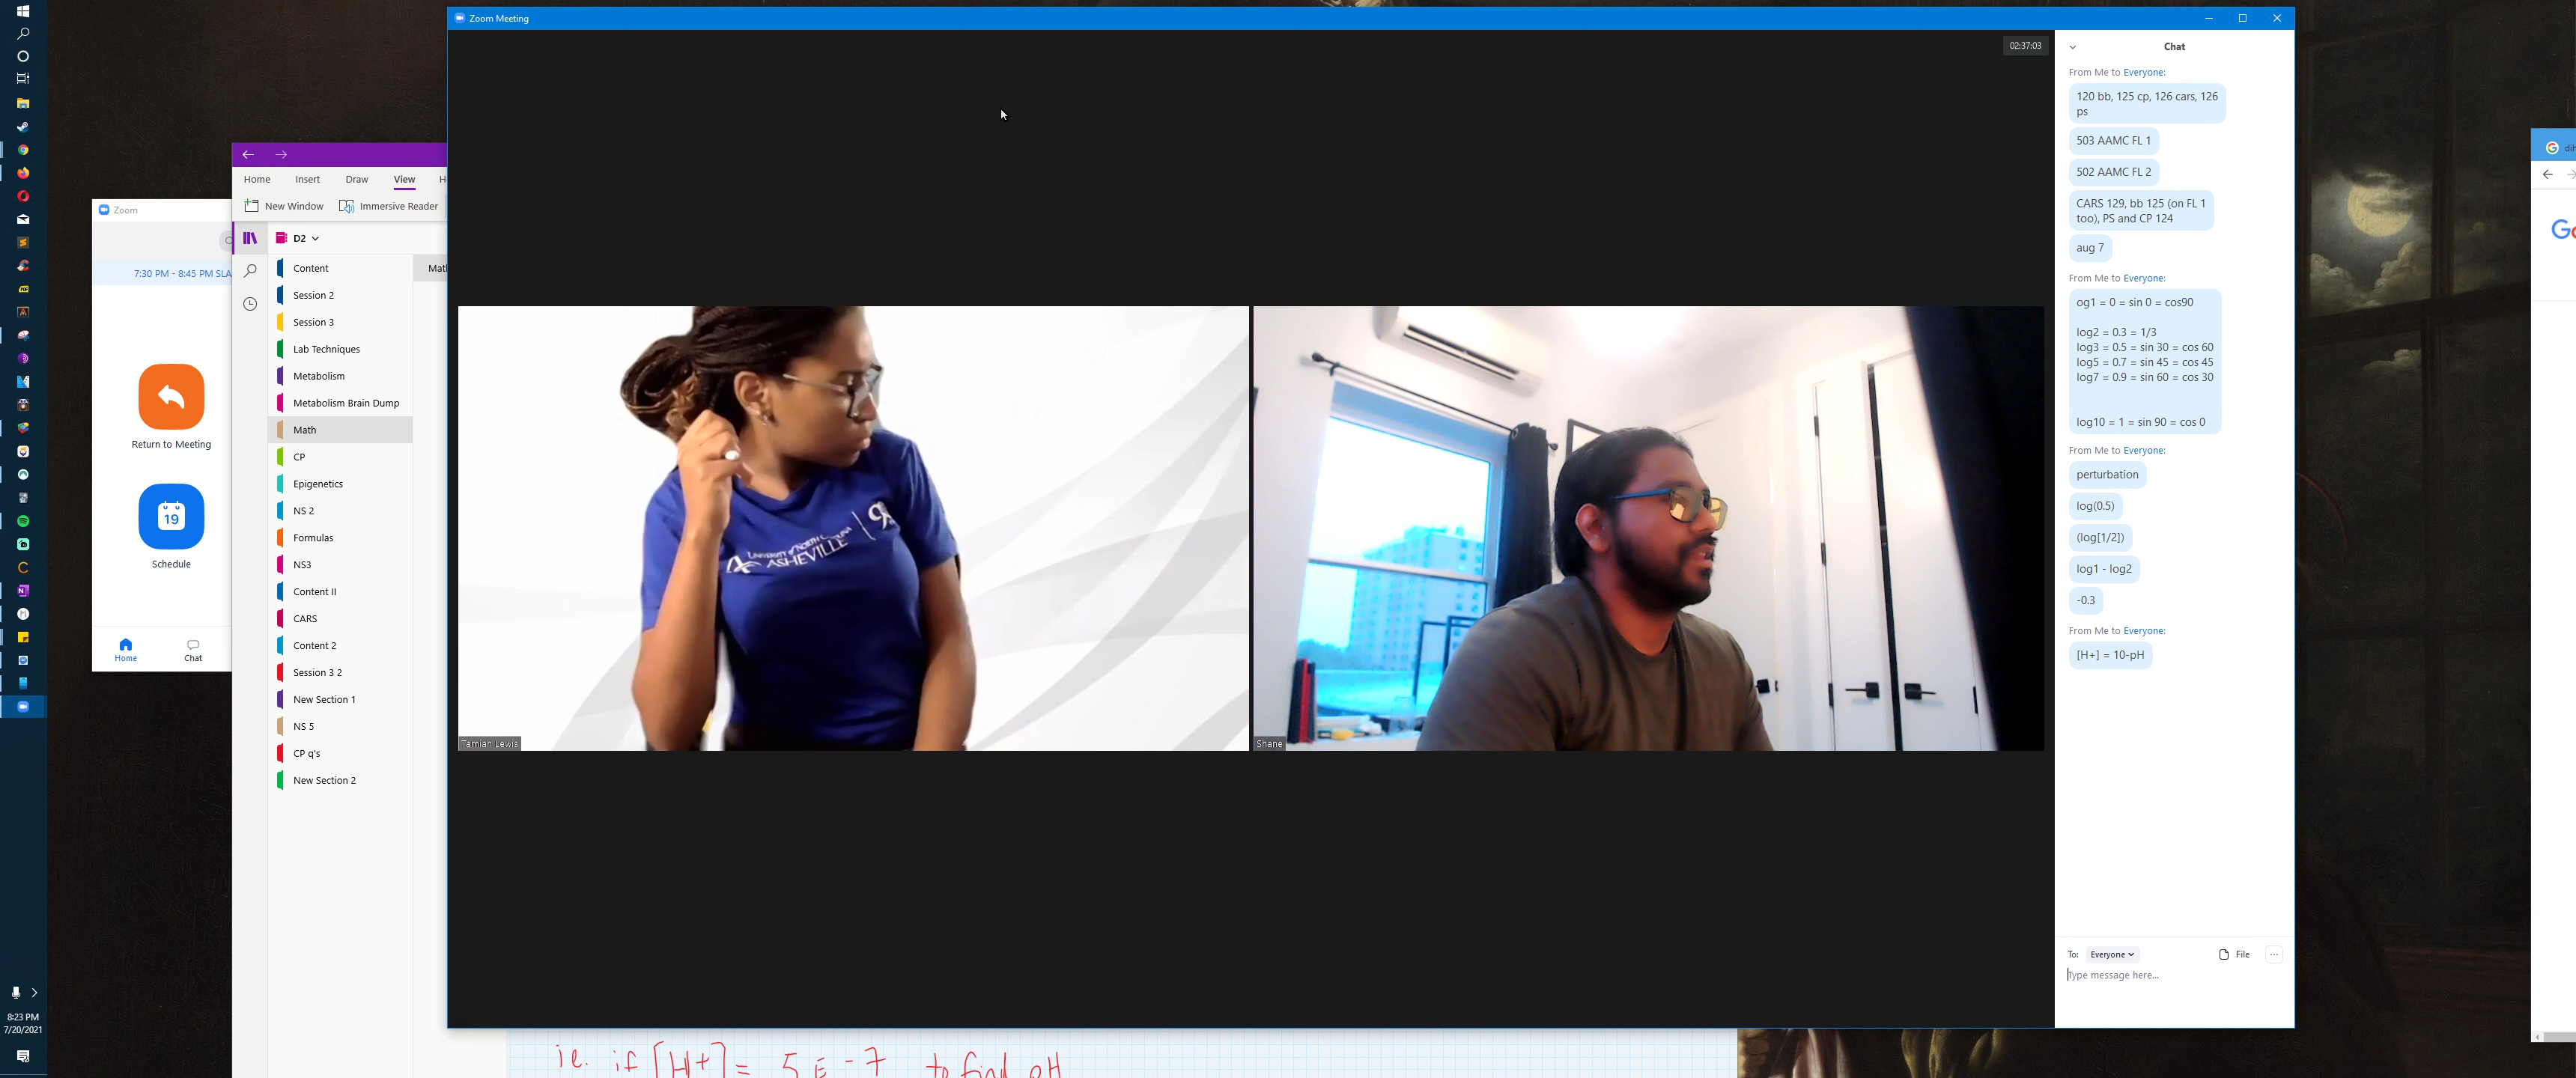 Zoom Meeting
02:37:03
Chat
From Me to Everyone:
120 bb, 125 cp, 126 cars, 126
ps
503 AAMC FL 1
502 AAMC FL 2
CARS 129, bb 125 (on FL 1
too), PS and CP 124
aug 7
From Me to Everyone:
og1 = 0 = sin 0 = cos90
log2 = 0.3 = 1/3
log3 = 0.5 = sin 30 = cos 60
log5 = 0.7 = sin 45 = cos 45
log7 = 0.9 = sin 60 = cos 30
log10 = 1 = sin 90 = cos 0
From Me to Everyone:
perturbation
log(0.5)
(log[1/2])
log1 - log2
-0.3
From Me to Everyone:
[H+] = 10-pH
To: Everyone
File
Type message here...
Zoom
7:30 PM - 8:45 PM SLA
Return to Meeting
19
Schedule
Home
Chat
Home Insert Draw View H
New Window Immersive Reader
D2
Content
Session 2
Session 3
Lab Techniques
Metabolism
Metabolism Brain Dump
Math
CP
Epigenetics
NS 2
Formulas
NS3
Content II
CARS
Content 2
Session 3 2
New Section 1
NS 5
CP q's
New Section 2
Mat
UNIVERSITY of NORTH CAROLINA
ASHEVILLE
Tamiah Lewis
Shane
ie. if [H+] = 5 E -7 to find pH
8:23 PM
7/20/2021